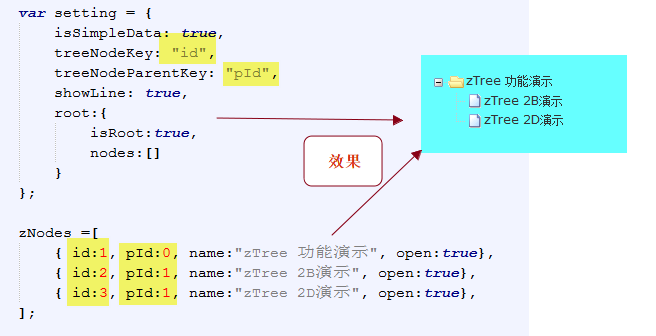 var setting = {
isSimpleData: true,
treeNodeKey: "id",
treeNodeParentKey: "pId",
showLine: true,
root:{
isRoot:true,
nodes:[]
}
};
zTree 功能演示
zTree 2B演示
zTree 2D演示
效果
zNodes =[
{ id:1, pId:0, name:"zTree 功能演示", open:true},
{ id:2, pId:1, name:"zTree 2B演示", open:true},
{ id:3, pId:1, name:"zTree 2D演示", open:true},
];